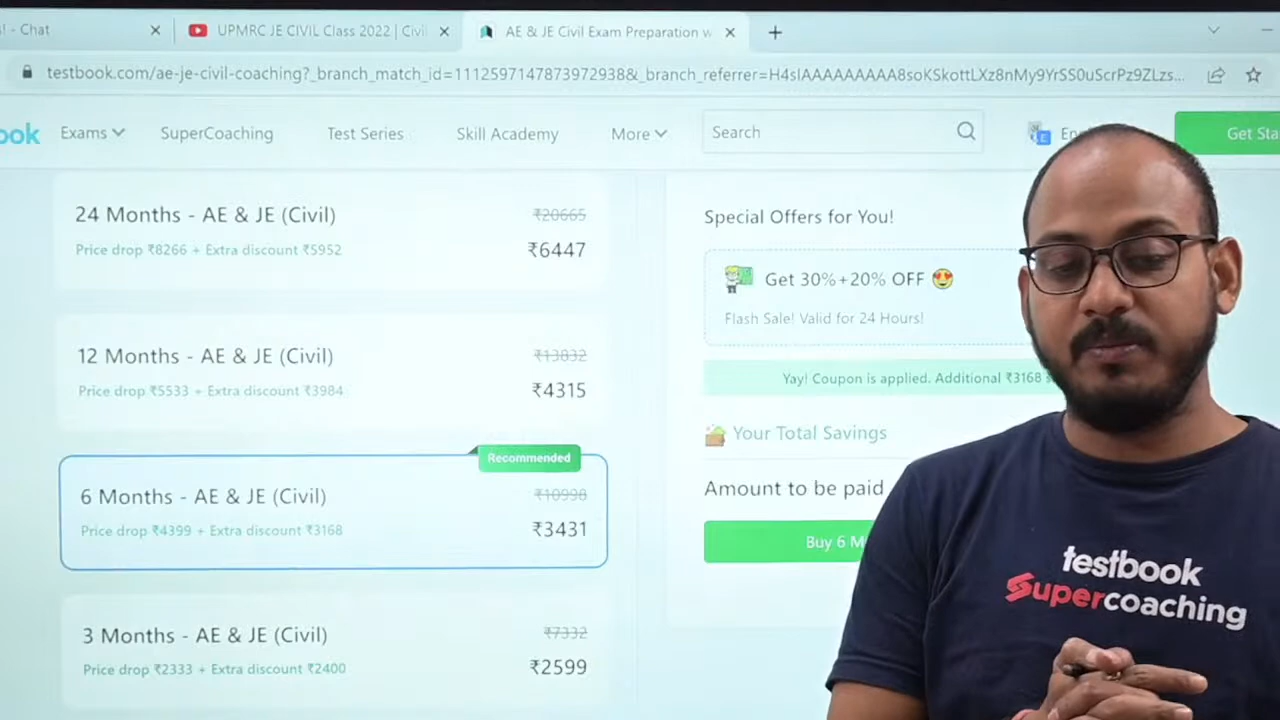 - Chat
UPMRC JE CIVIL Class 2022 | Civil
AE & JE Civil Exam Preparation w
testbook.com/ae-je-civil-coaching?_branch_match_id=1112597147873972938&_branch_referrer=H4sIAAAAAAAAA8soKSkottLXz8nMy9YrSS0uScrPz9ZLzs...
ook
Exams
SuperCoaching
Test Series
Skill Academy
More
Search
Get Sta
24 Months - AE & JE (Civil)
₹20665
Price drop ₹8266 + Extra discount ₹5952
₹6447
12 Months - AE & JE (Civil)
₹13832
Price drop ₹5533 + Extra discount ₹3984
₹4315
Recommended
6 Months - AE & JE (Civil)
₹10998
Price drop ₹4399 + Extra discount ₹3168
₹3431
3 Months - AE & JE (Civil)
₹7332
Price drop ₹2333 + Extra discount ₹2400
₹2599
Special Offers for You!
Get 30%+20% OFF
Flash Sale! Valid for 24 Hours!
Yay! Coupon is applied. Additional ₹3168
Your Total Savings
Amount to be paid
Buy 6 M
testbook
Supercoaching